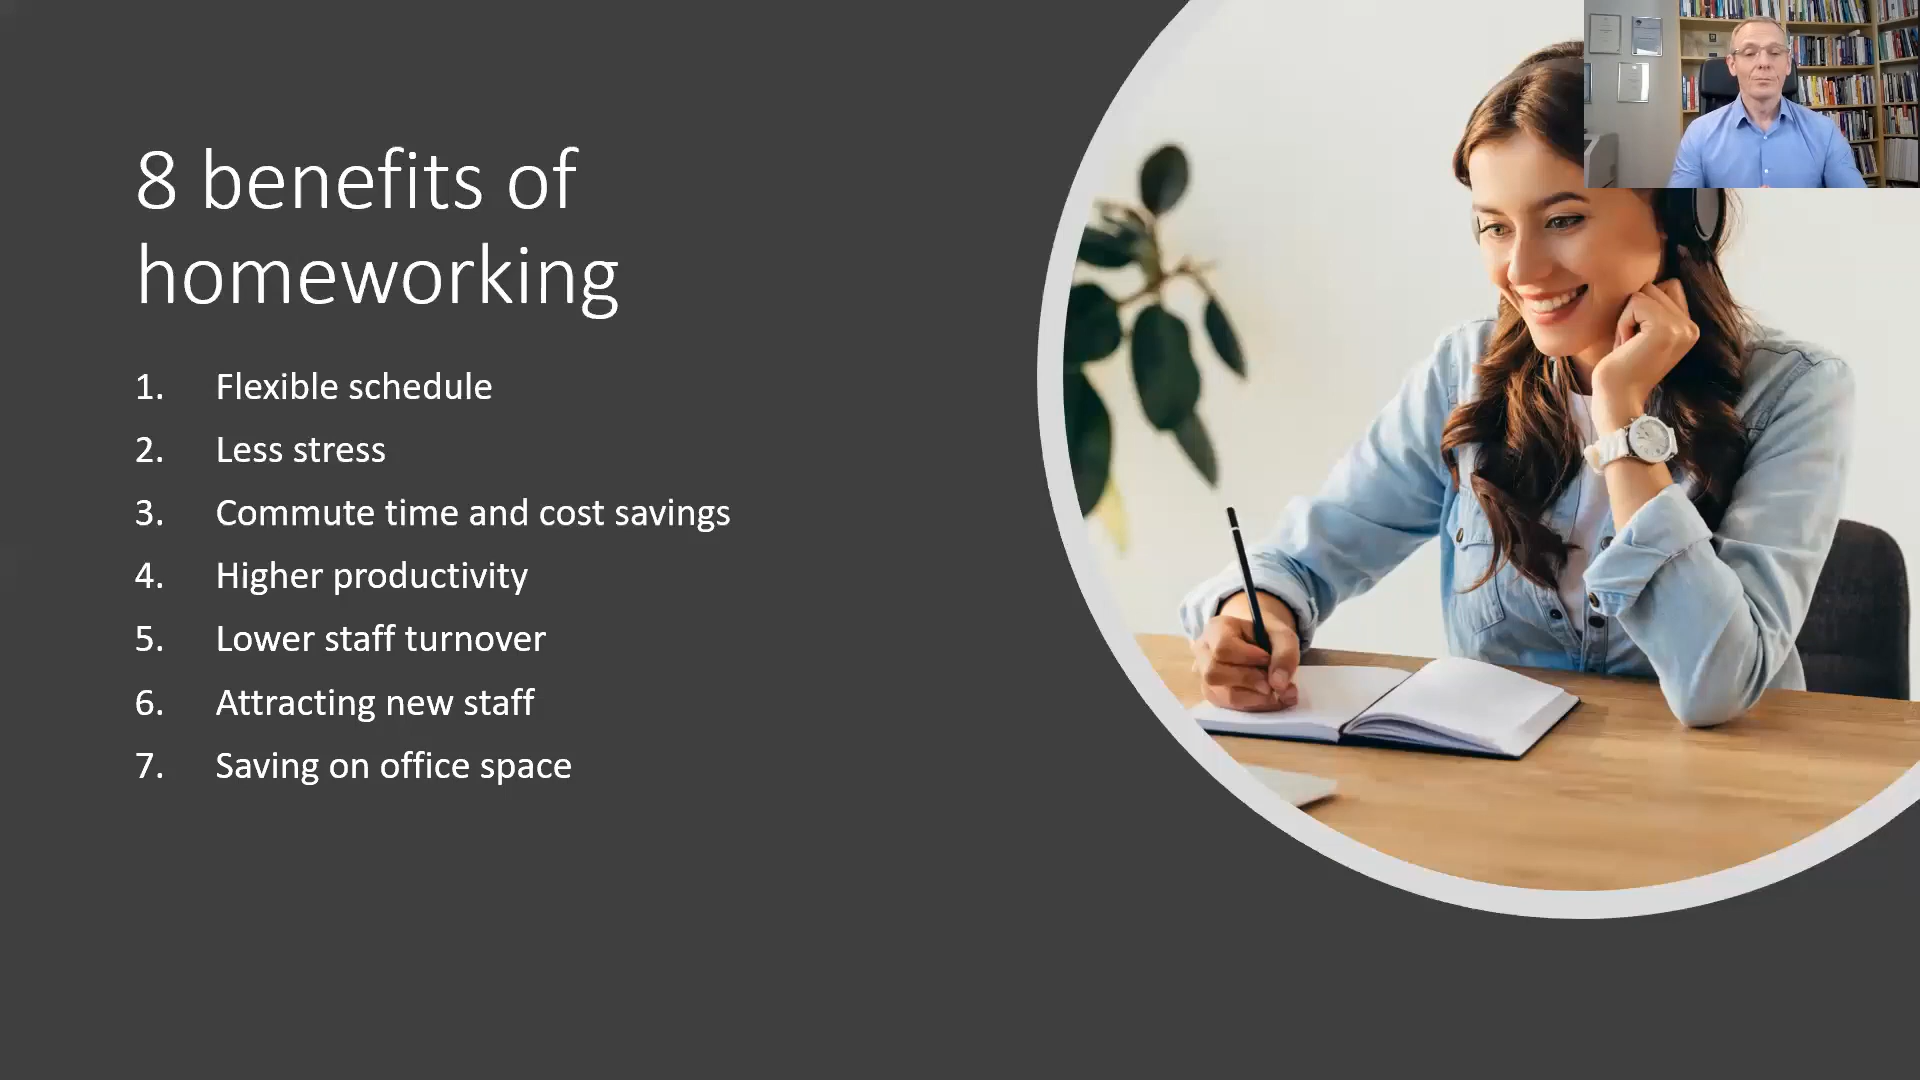 8 benefits of
homeworking
1. Flexible schedule
2. Less stress
3. Commute time and cost savings
4. Higher productivity
5. Lower staff turnover
6. Attracting new staff
7. Saving on office space